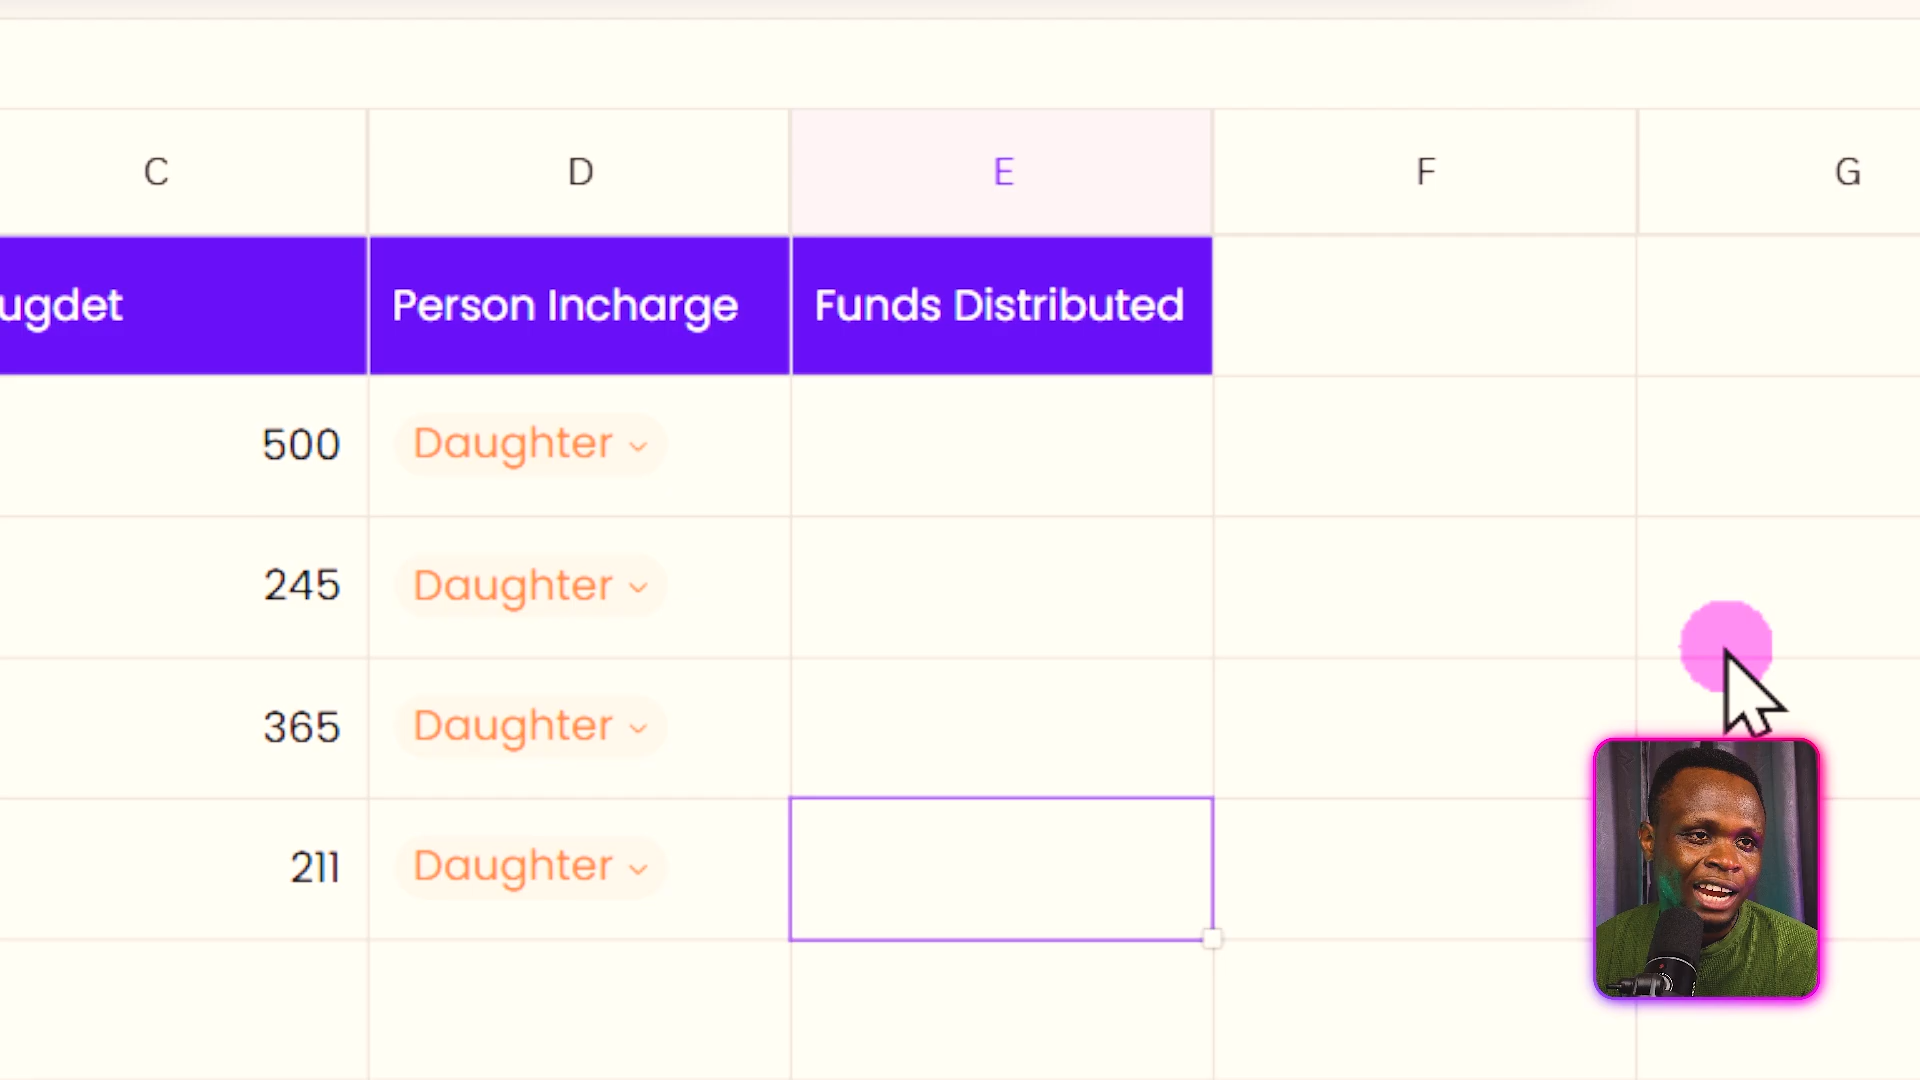 C D E F G
ugdet Person Incharge Funds Distributed
500 Daughter
245 Daughter
365 Daughter
211 Daughter